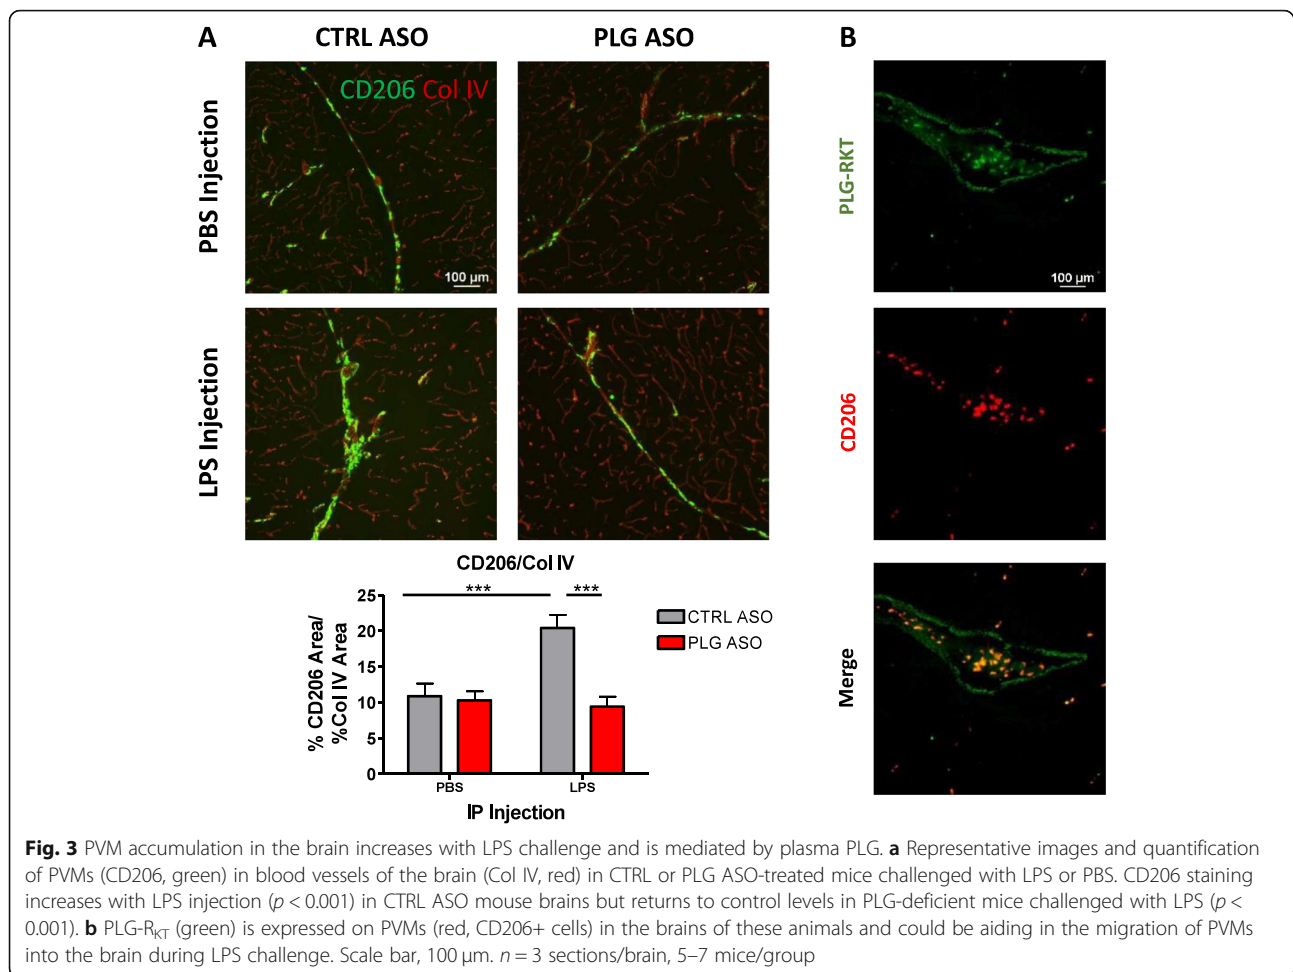 A
CTRL ASO
PLG ASO
B
PBS Injection
CD206 Col IV
100 µm
LPS Injection
PLG-RKT
100 µm
CD206
Merge
CD206/Col IV
% CD206 Area/
%Col IV Area
25
20
15
10
5
0
***
***
CTRL ASO
PLG ASO
PBS
LPS
IP Injection
Fig. 3 PVM accumulation in the brain increases with LPS challenge and is mediated by plasma PLG. a Representative images and quantification
of PVMs (CD206, green) in blood vessels of the brain (Col IV, red) in CTRL or PLG ASO-treated mice challenged with LPS or PBS. CD206 staining
increases with LPS injection (p < 0.001) in CTRL ASO mouse brains but returns to control levels in PLG-deficient mice challenged with LPS (p <
0.001). b PLG-RKT (green) is expressed on PVMs (red, CD206+ cells) in the brains of these animals and could be aiding in the migration of PVMs
into the brain during LPS challenge. Scale bar, 100 µm. n = 3 sections/brain, 5–7 mice/group